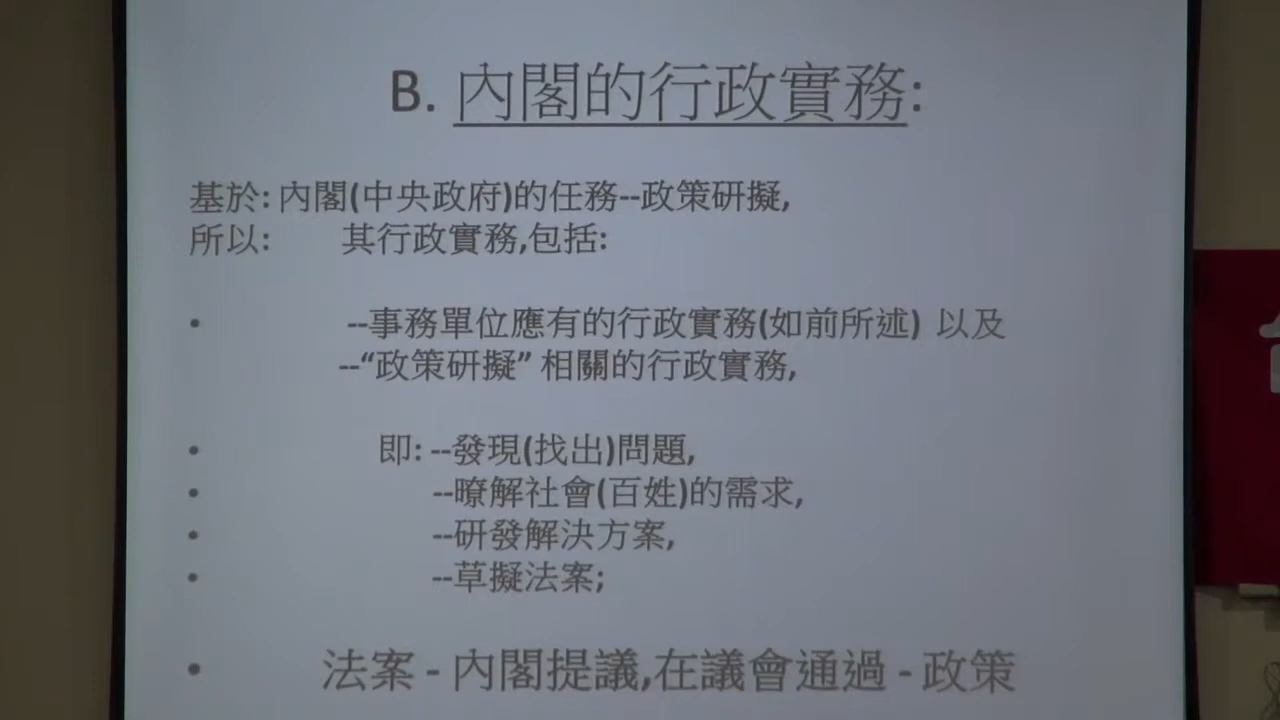 B. 內閣的行政實務:
基於: 內閣(中央政府)的任務--政策研擬,
所以: 其行政實務,包括:
• --事務單位應有的行政實務(如前所述) 以及
--“政策研擬” 相關的行政實務,
• 即: --發現(找出)問題,
• --暸解社會(百姓)的需求,
• --研發解決方案,
• --草擬法案;
• 法案 - 內閣提議,在議會通過 - 政策